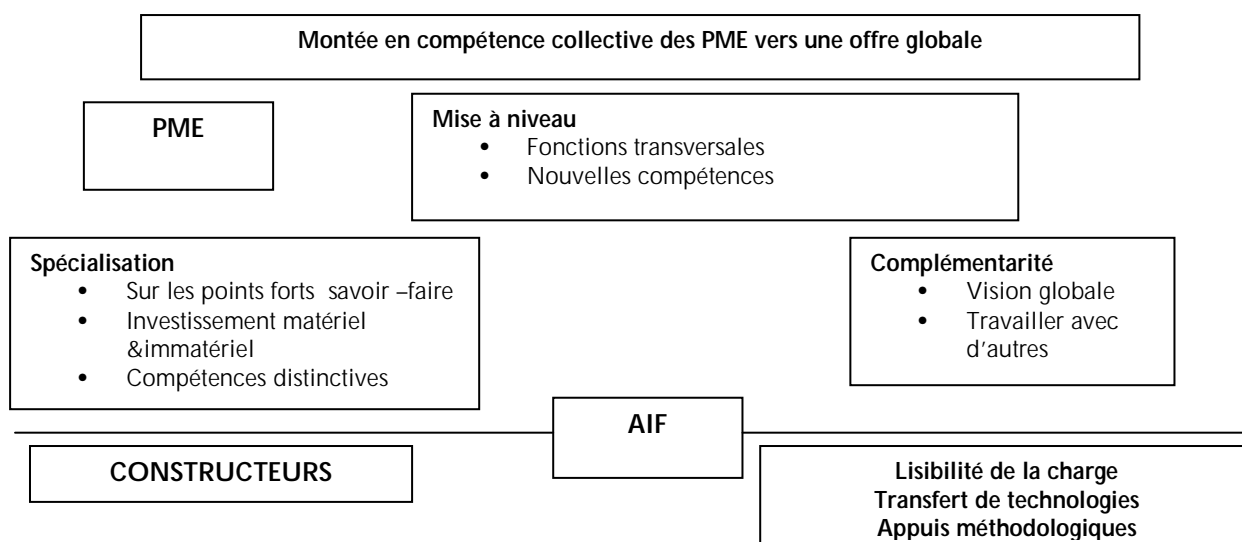 Montée en compétence collective des PME vers une offre globale
PME
Mise à niveau
• Fonctions transversales
• Nouvelles compétences
Spécialisation
• Sur les points forts savoir –faire
• Investissement matériel
&immatériel
• Compétences distinctives
Complémentarité
• Vision globale
• Travailler avec
d’autres
AIF
CONSTRUCTEURS
Lisibilité de la charge
Transfert de technologies
Appuis méthodologiques